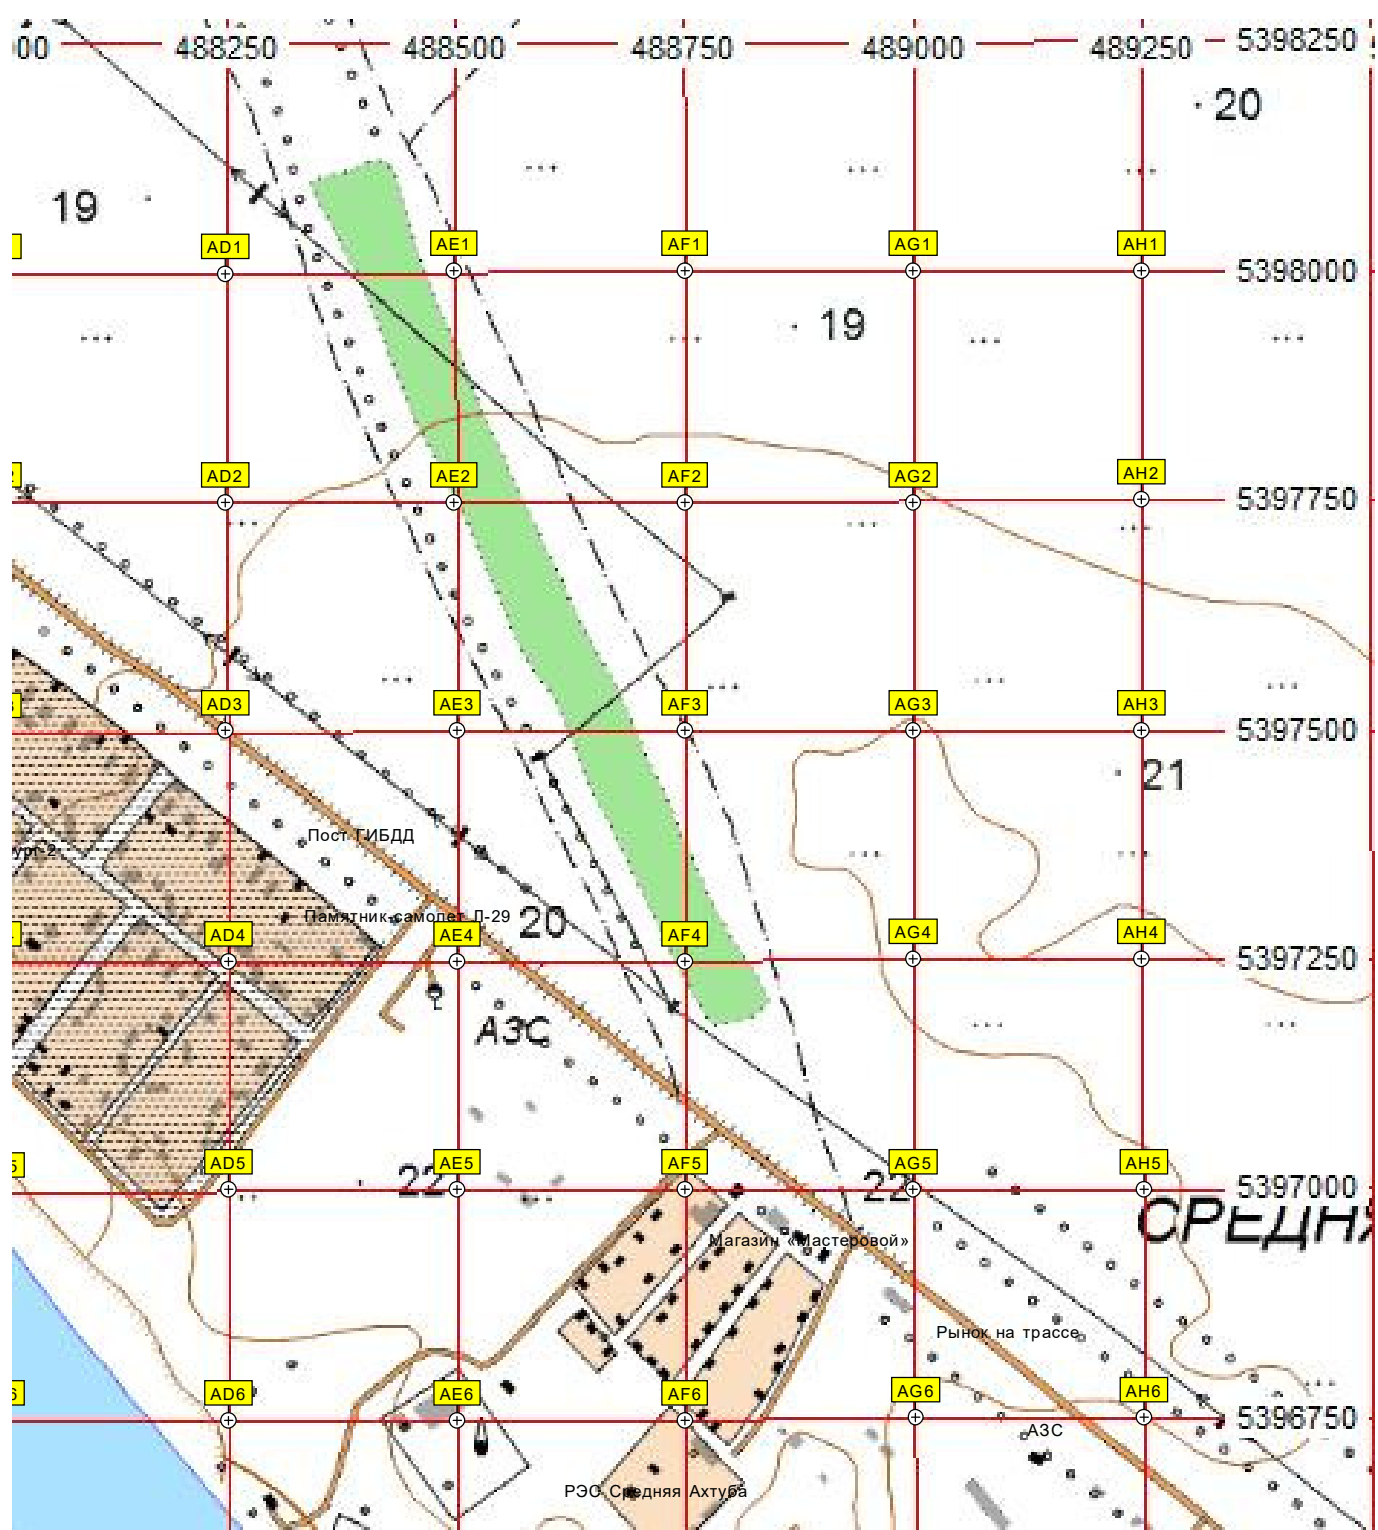 00 488250 488500 488750 489000 489250 5398250
20
19
AD1 AE1 AF1 AG1 AH1
5398000
19
AD2 AE2 AF2 AG2 AH2
5397750
AD3 AE3 AF3 AG3 AH3
5397500
21
Пост ГИБДД
Памятник-самолет Л-29
20
AD4 AE4 AF4 AG4 AH4
5397250
АЗС
AD5 AE5 AF5 AG5 AH5
22 22 5397000
СРЕДНЯ
Магазин «Мастеровой»
Рынок на трассе
AD6 AE6 AF6 AG6 AH6
5396750
АЗС
РЭС Средняя Ахтуба